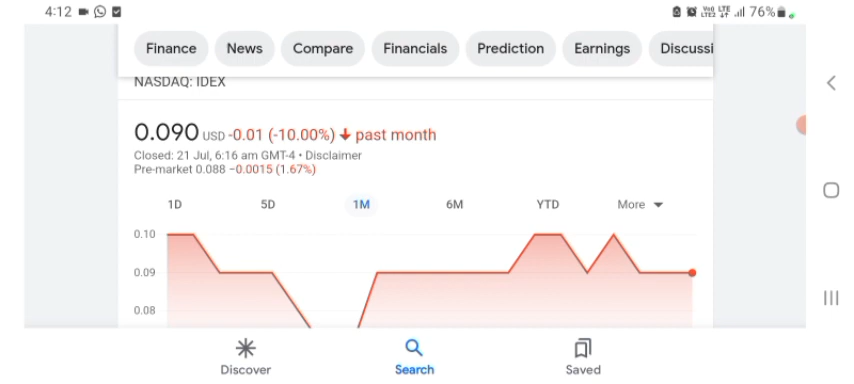 4:12 76%
Finance News Compare Financials Prediction Earnings Discussi
NASDAQ: IDEX
0.090 USD -0.01 (-10.00%) past month
Closed: 21 Jul, 6:16 am GMT-4 • Disclaimer
Pre-market 0.088 −0.0015 (1.67%)
1D 5D 1M 6M YTD More
0.10
0.09
0.08
Discover Search Saved